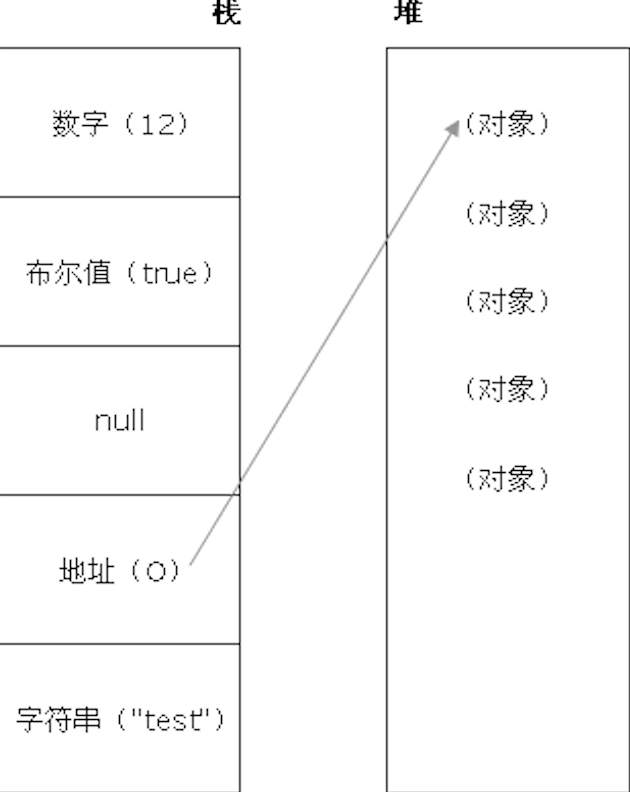 栈 堆
数字（12）
布尔值（true）
null
地址（O）
字符串（"test"）
（对象）
（对象）
（对象）
（对象）
（对象）